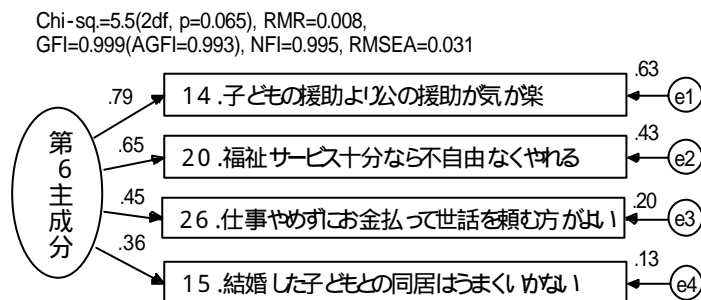 Chi-sq.=5.5(2df, p=0.065), RMR=0.008,
GFI=0.999(AGFI=0.993), NFI=0.995, RMSEA=0.031
第6主成分
.79
14.子どもの援助より公の援助が気が楽
.63
e1
.65
20.福祉サービス十分なら不自由なくやれる
.43
e2
.45
26.仕事やめずにお金払って世話を頼む方がよい
.20
e3
.36
15.結婚した子どもとの同居はうまくいかない
.13
e4